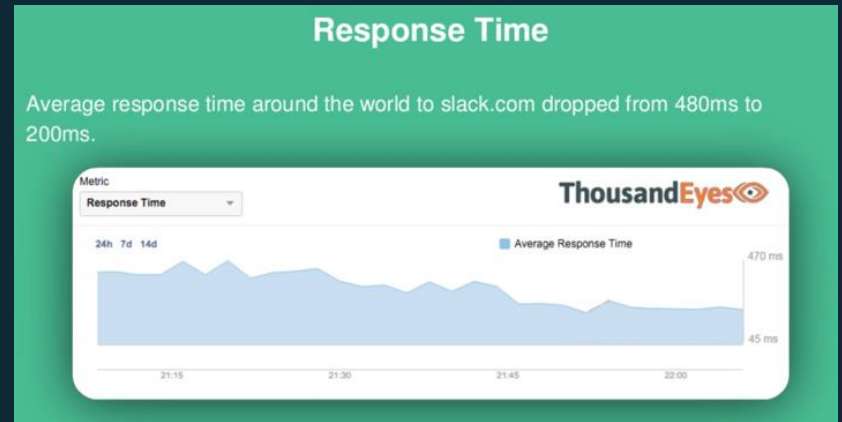 Response Time
Average response time around the world to slack.com dropped from 480ms to
200ms.
Metric
Response Time
ThousandEyes
24h 7d 14d
Average Response Time
470 ms
45 ms
21:15 21:30 21:45 22:00